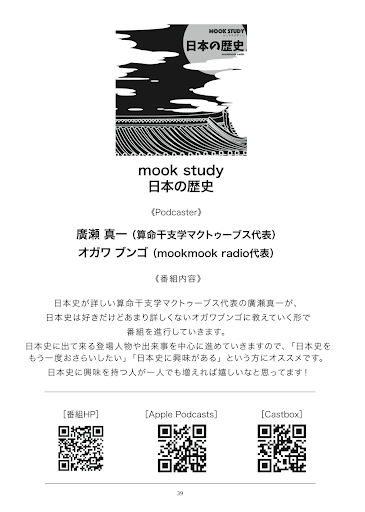 MOOK STUDY
日本の歴史
mookmook radio
mook study
日本の歴史
《Podcaster》
廣瀬 真一（算命干支学マクトゥーブス代表）
オガワ ブンゴ（mookmook radio代表）
《番組内容》
日本史が詳しい算命干支学マクトゥーブス代表の廣瀬真一が、
日本史は好きだけどあまり詳しくないオガワブンゴに教えていく形で
番組を進行していきます。
日本史に出て来る登場人物や出来事を中心に進めていきますので、「日本史を
もう一度おさらいしたい」「日本史に興味がある」という方にオススメです。
日本史に興味を持つ人が一人でも増えれば嬉しいなと思ってます！
［番組HP］ ［Apple Podcasts］ ［Castbox］
39